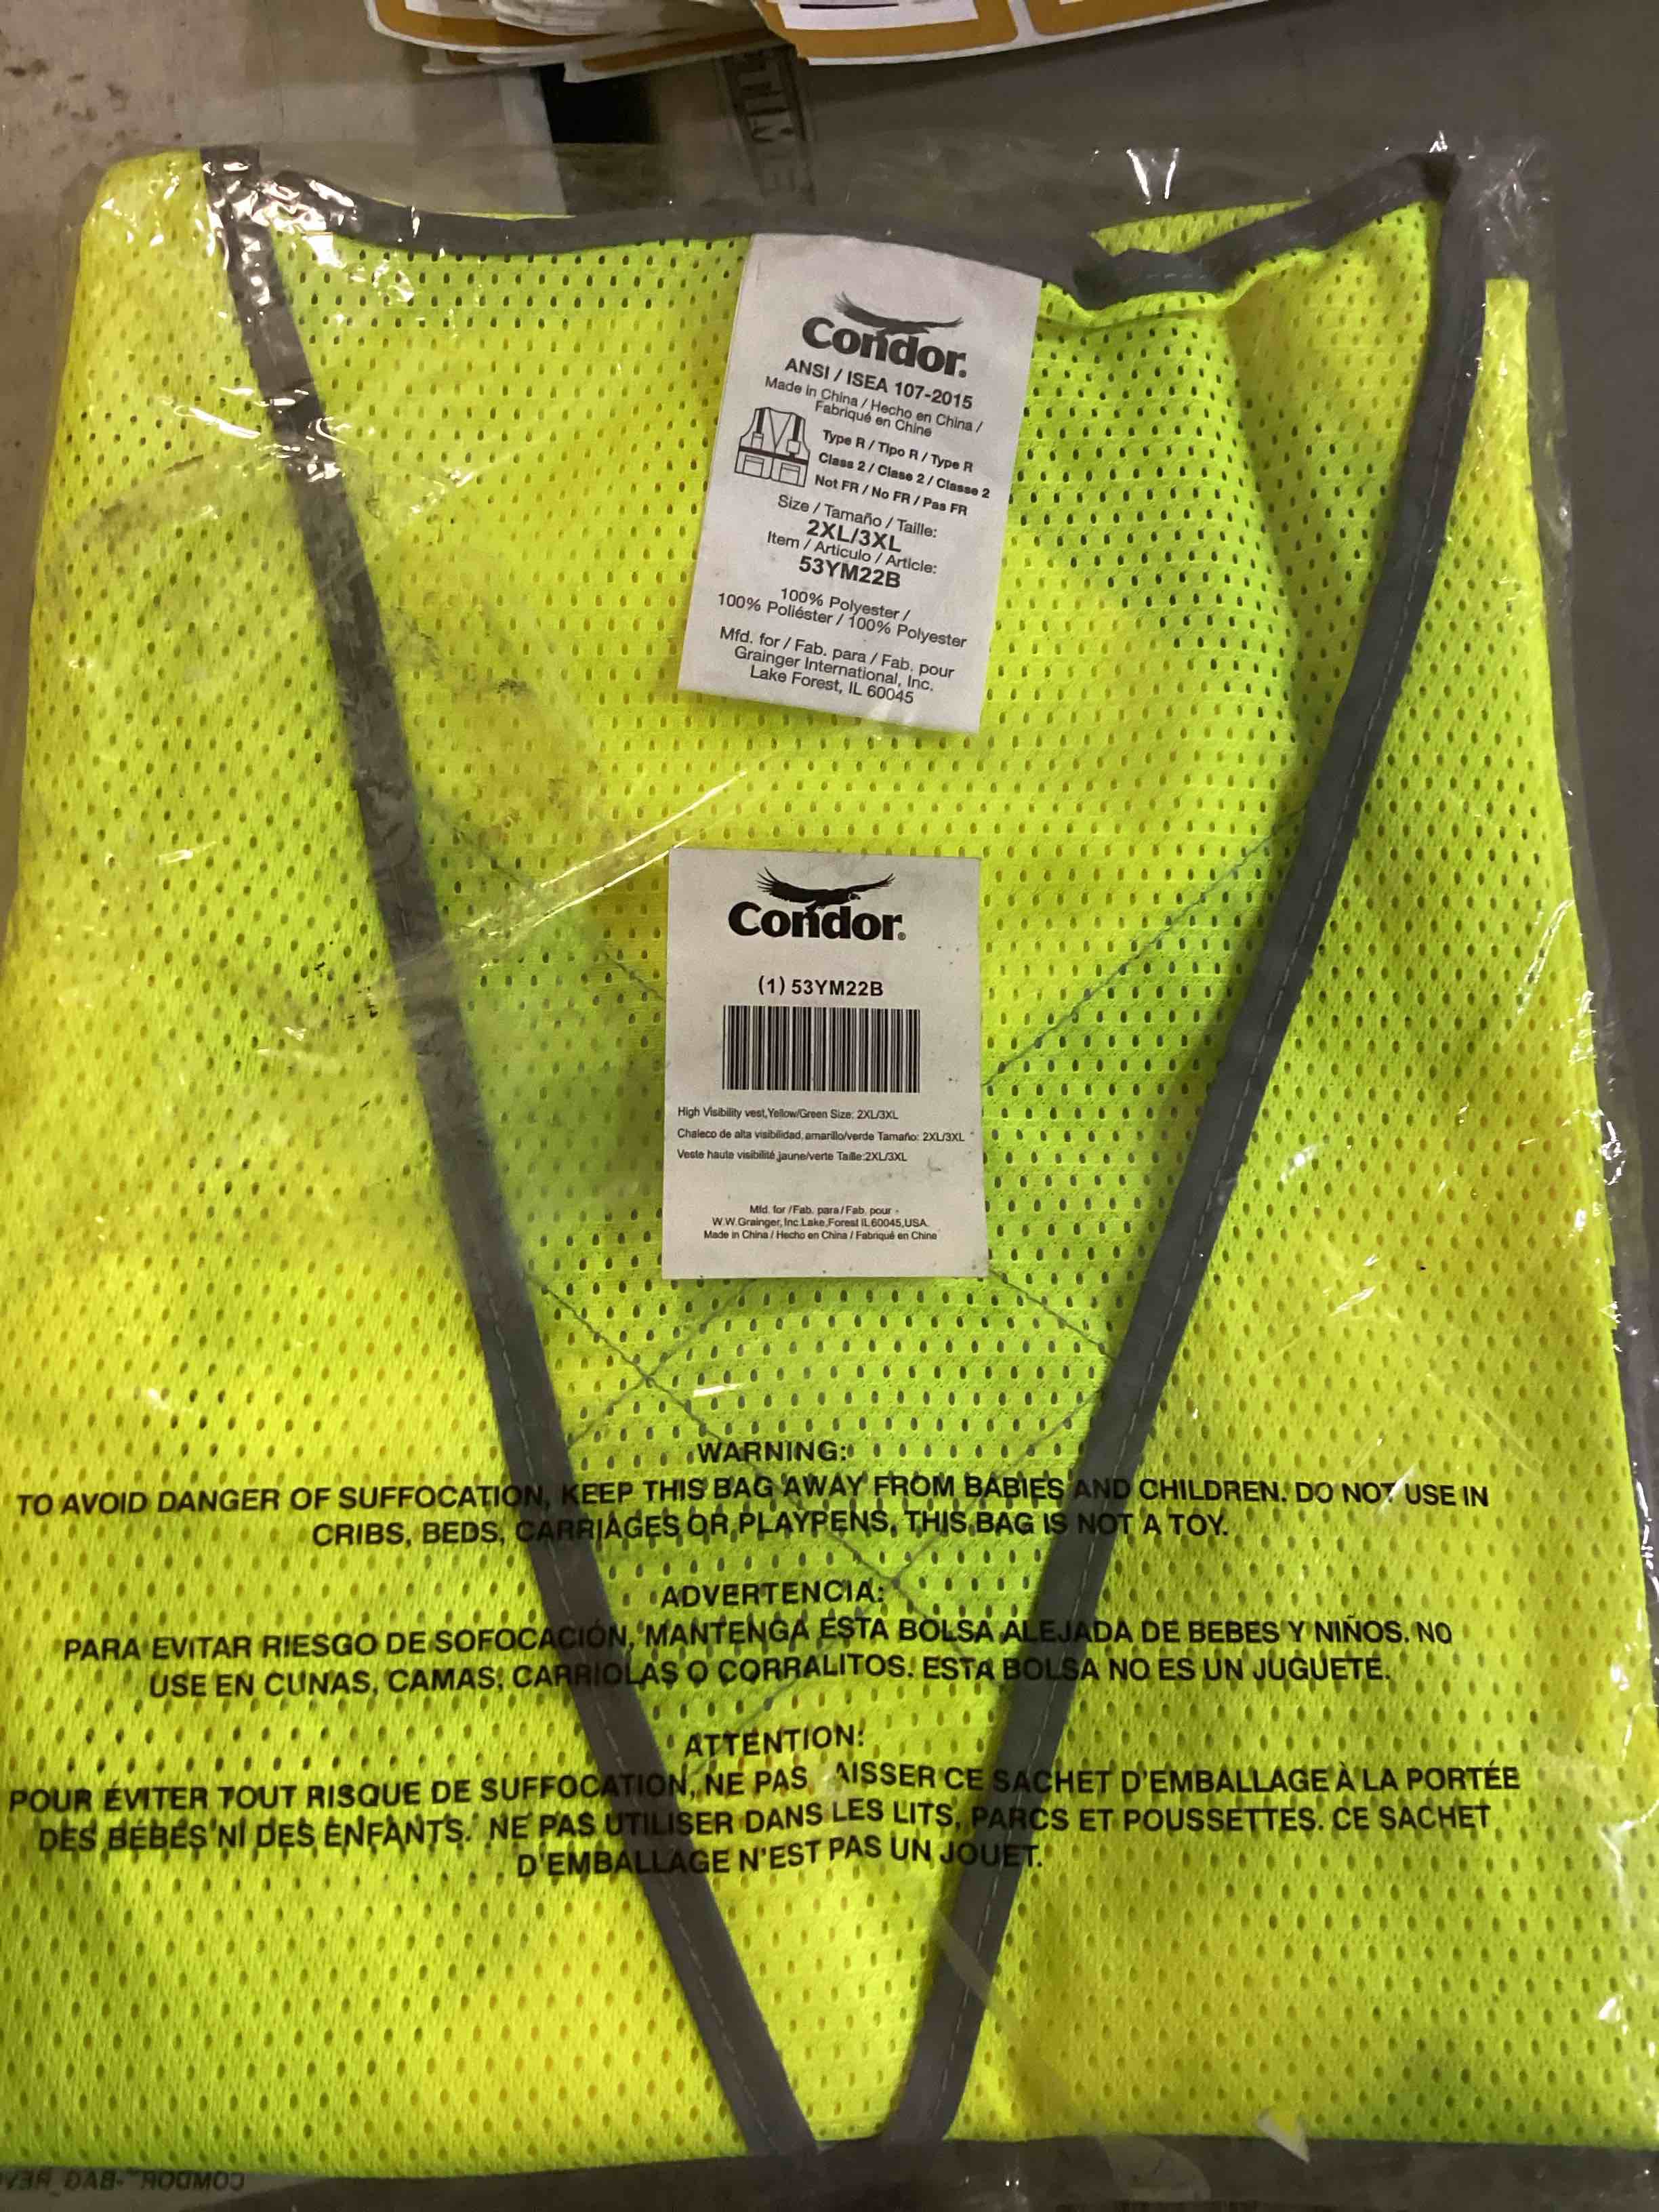 Condor.
ANSI / ISEA 107-2015
Made in China / Hecho en China /
Fabriqué en Chine
Type R / Tipo R / Type R
Class 2 / Clase 2 / Classe 2
Not FR / No FR / Pas FR
Size / Tamaño / Taille:
2XL/3XL
Item / Articulo / Article:
53YM22B
100% Polyester /
100% Poliéster / 100% Polyester
Mfd. for / Fab. para / Fab. pour
Grainger International, Inc.
Lake Forest, IL 60045
Condor®
(1) 53YM22B
High Visibility vest,Yellow/Green Size: 2XL/3XL
Chaleco de alta visibilidad,amarillo/verde Tamaño: 2XL/3XL
Veste haute visibilité,jaune/verte Taille:2XL/3XL
Mfd. for /Fab. para/Fab. pour
W.W.Grainger,Inc.Lake,Forest IL 60045,USA.
Made in China / Hecho en China / Fabriqué en Chine
WARNING:
TO AVOID DANGER OF SUFFOCATION, KEEP THIS BAG AWAY FROM BABIES AND CHILDREN. DO NOT USE IN
CRIBS, BEDS, CARRIAGES OR PLAYPENS, THIS BAG IS NOT A TOY.
ADVERTENCIA:
PARA EVITAR RIESGO DE SOFOCACIÓN, MANTENGA ESTA BOLSA ALEJADA DE BEBES Y NIÑOS. NO
USE EN CUNAS, CAMAS, CARRIOLAS O CORRALITOS. ESTA BOLSA NO ES UN JUGUETE.
ATTENTION:
POUR ÉVITER TOUT RISQUE DE SUFFOCATION, NE PAS AISSER CE SACHET D'EMBALLAGE À LA PORTÉE
DES BÉBÉS NI DES ENFANTS. NE PAS UTILISER DANS LES LITS, PARCS ET POUSSETTES. CE SACHET
D'EMBALLAGE N'EST PAS UN JOUET.